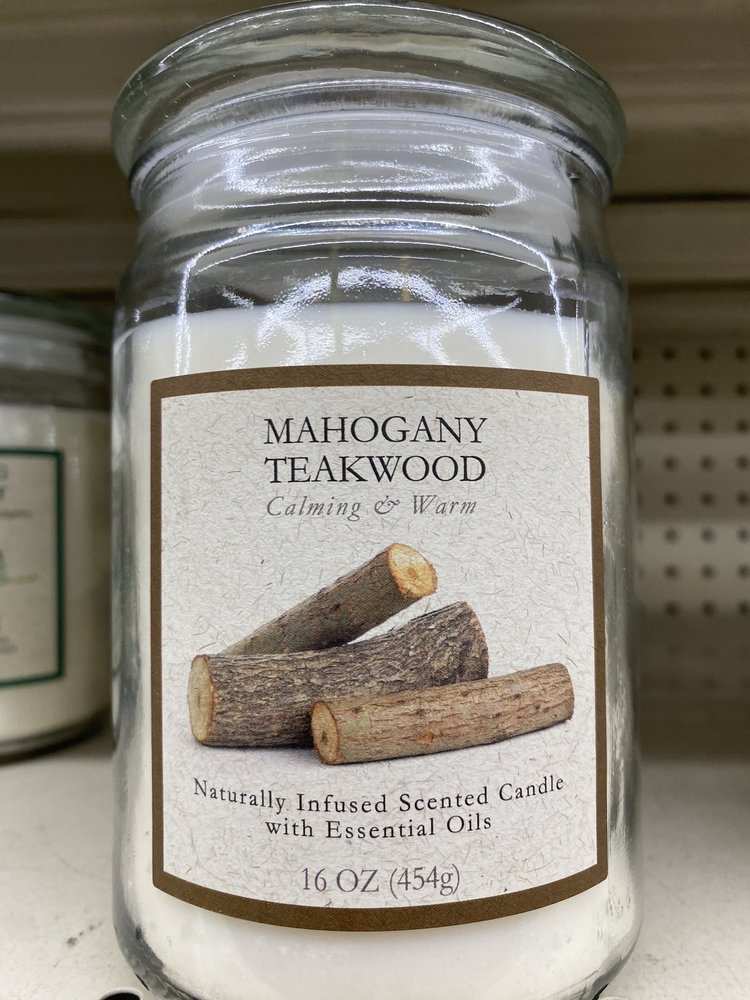 MAHOGANY
TEAKWOOD
Calming & Warm
Naturally Infused Scented Candle
with Essential Oils
16 OZ (454g)